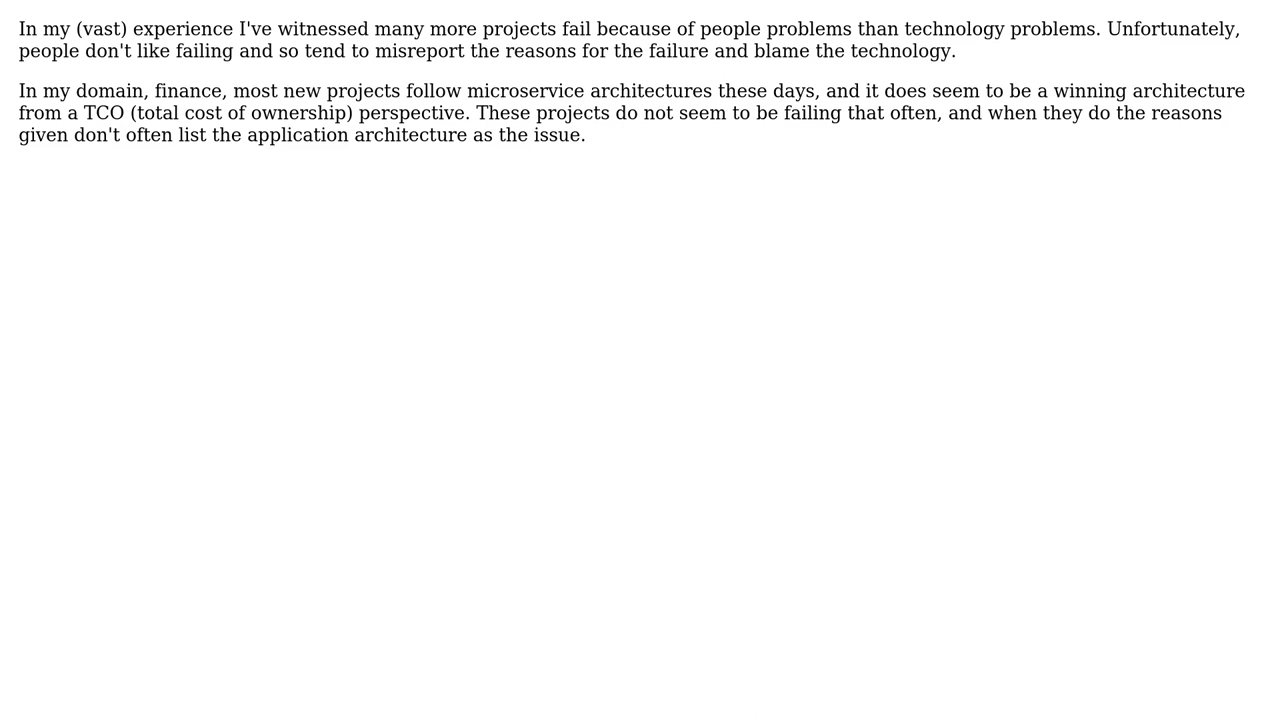 In my (vast) experience I've witnessed many more projects fail because of people problems than technology problems. Unfortunately,
people don't like failing and so tend to misreport the reasons for the failure and blame the technology.
In my domain, finance, most new projects follow microservice architectures these days, and it does seem to be a winning architecture
from a TCO (total cost of ownership) perspective. These projects do not seem to be failing that often, and when they do the reasons
given don't often list the application architecture as the issue.